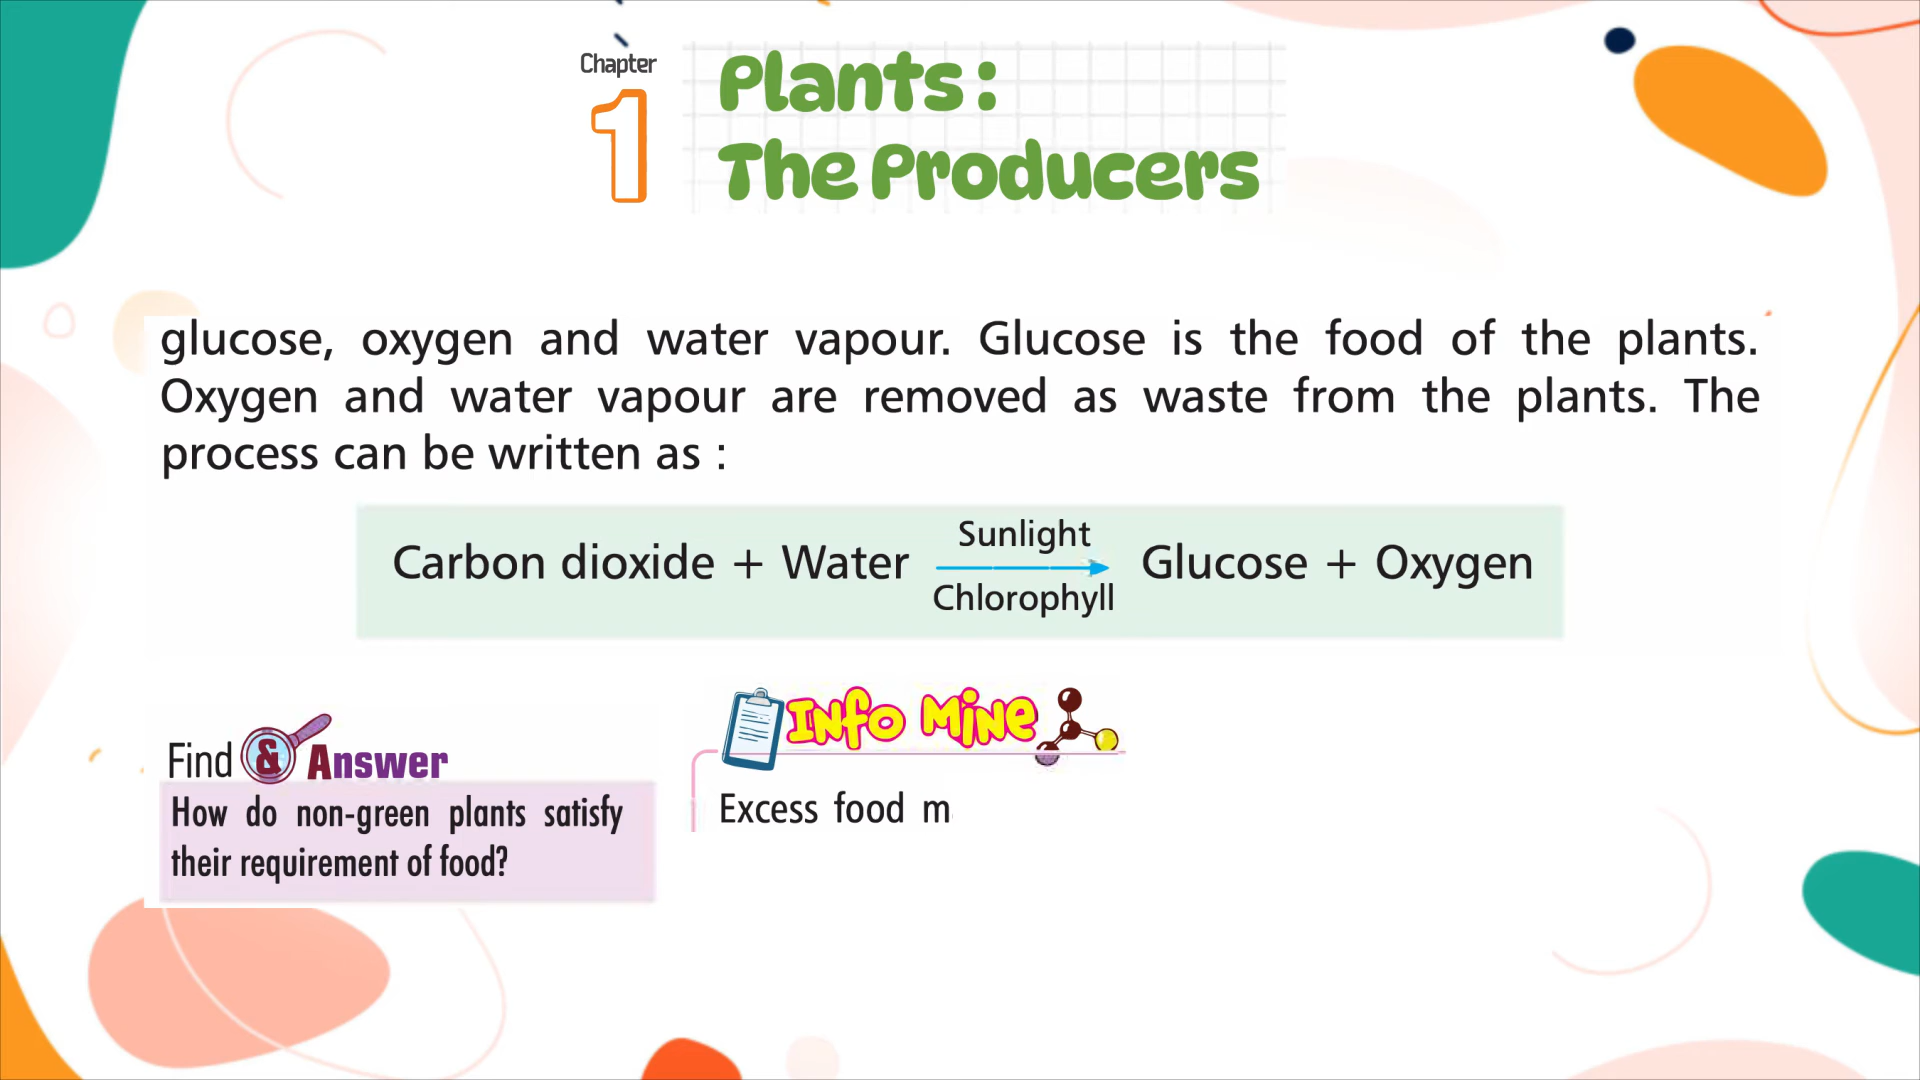 Chapter
1
Plants :
The Producers
glucose, oxygen and water vapour. Glucose is the food of the plants.
Oxygen and water vapour are removed as waste from the plants. The
process can be written as :
Sunlight
Carbon dioxide + Water → Glucose + Oxygen
Chlorophyll
Find & Answer
How do non-green plants satisfy
their requirement of food?
Info Mine
Excess food